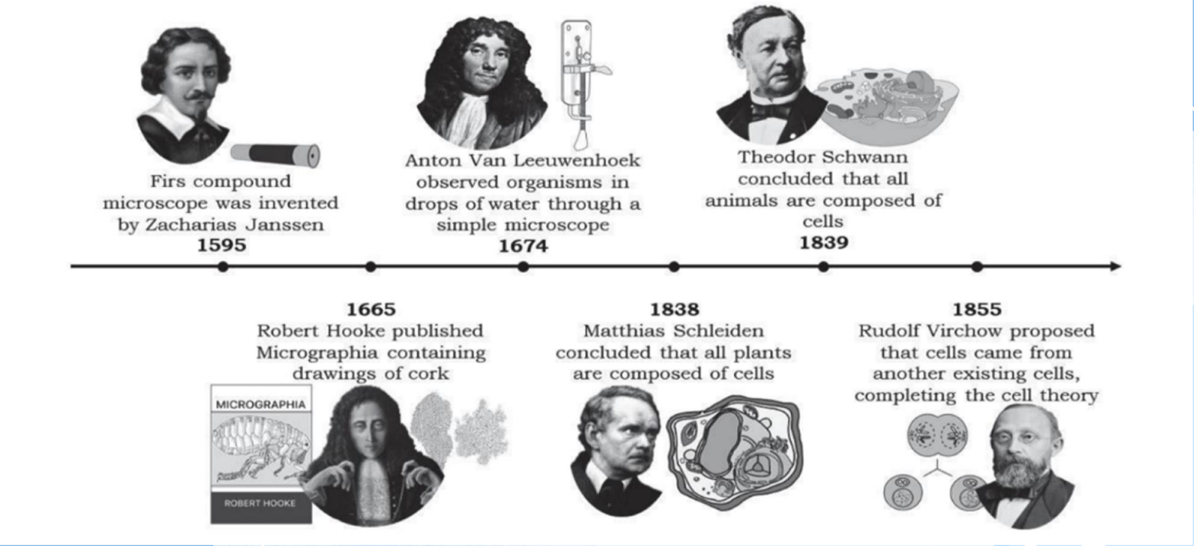 Firs compound
microscope was invented
by Zacharias Janssen
1595
1665
Robert Hooke published
Micrographia containing
drawings of cork
MICROGRAPHIA
ROBERT HOOKE
Anton Van Leeuwenhoek
observed organisms in
drops of water through a
simple microscope
1674
1838
Matthias Schleiden
concluded that all plants
are composed of cells
Theodor Schwann
concluded that all
animals are composed of
cells
1839
1855
Rudolf Virchow proposed
that cells came from
another existing cells,
completing the cell theory